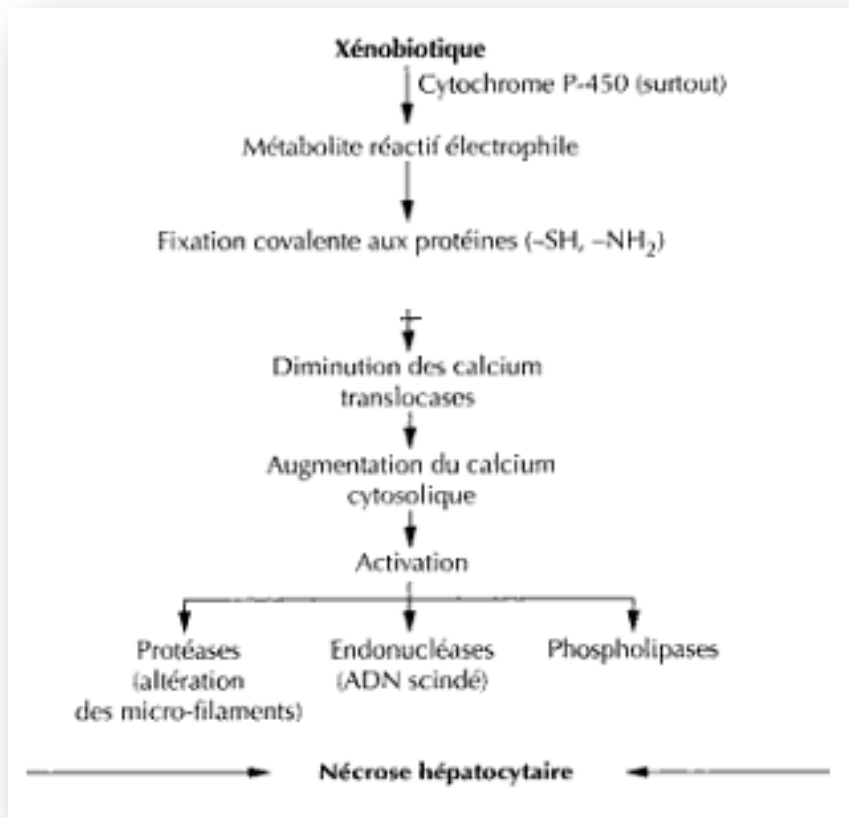 Xénobiotique
Cytochrome P-450 (surtout)
Métabolite réactif électrophile
Fixation covalente aux protéines (–SH, –NH₂)
Diminution des calcium
translocases
Augmentation du calcium
cytosolique
Activation
Protéases
(altération
des micro-filaments)
Endonucléases
(ADN scindé)
Phospholipases
Nécrose hépatocytaire